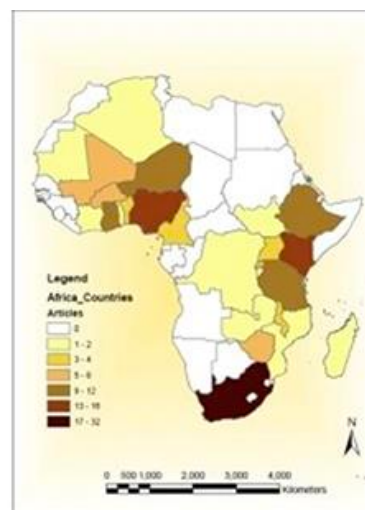 N
Legend
Africa_Countries
Articles
0
1 - 2
3 - 4
5 - 8
9 - 12
13 - 16
17 - 32
0 500 1,000 2,000 3,000 4,000
Kilometers